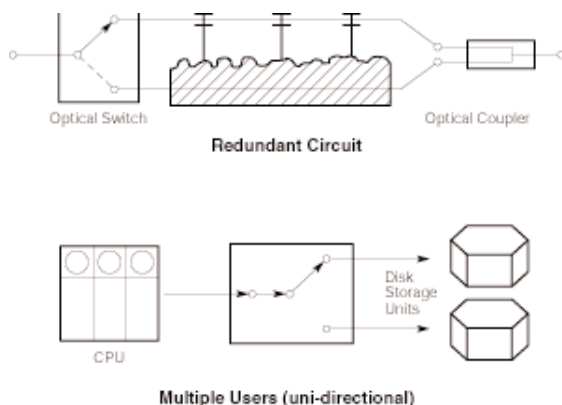 Optical Switch
Optical Coupler
Redundant Circuit
Disk
Storage
Units
CPU
Multiple Users (uni-directional)